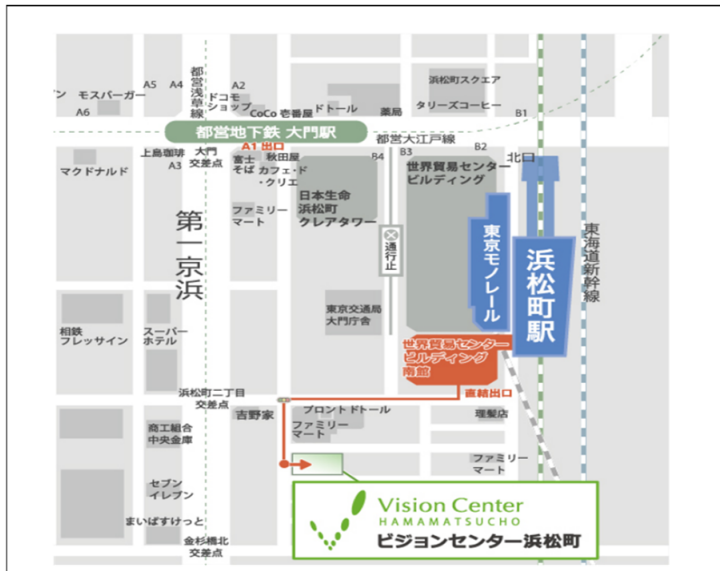 A5
A4
都営浅草線
A2
ドコモ
ショップ
浜松町スクエア
ン
モスバーガー
A6
CoCo 壱番屋
ドトール
薬局
タリーズコーヒー
B1
都営地下鉄 大門駅
都営大江戸線
A1 出口
上島珈琲
A3
大門
交差点
マクドナルド
富士
そば
秋田屋
カフェ・ド
・クリエ
B4
B3
B2
北口
世界貿易センター
ビルディング
日本生命
浜松町
クレアタワー
ファミリー
マート
第一京浜
通行止
東京モノレール
浜松町駅
東海道新幹線
東京交通局
大門庁舎
相鉄
フレッサイン
スーパー
ホテル
世界貿易センター
ビルディング
南館
直結出口
浜松町二丁目
交差点
吉野家
プロント ドトール
ファミリー
マート
理髪店
商工組合
中央金庫
ファミリー
マート
セブン
イレブン
まいばすけっと
金杉橋北
交差点
Vision Center
HAMAMATSUCHO
ビジョンセンター浜松町